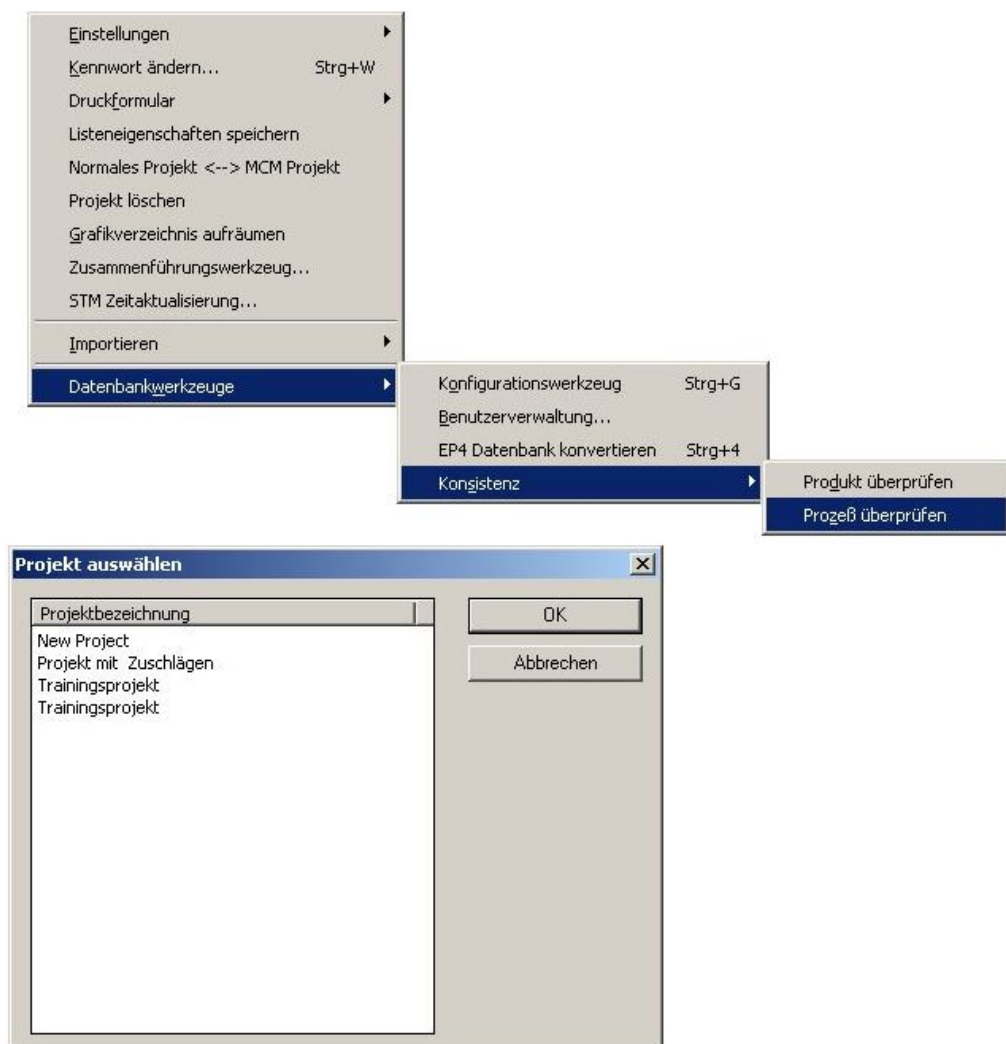 Einstellungen
Kennwort ändern... Strg+W
Druckformular
Listeneigenschaften speichern
Normales Projekt <--> MCM Projekt
Projekt löschen
Grafikverzeichnis aufräumen
Zusammenführungswerkzeug...
STM Zeitaktualisierung...
Importieren
Datenbankwerkzeuge
Konfigurationswerkzeug Strg+G
Benutzerverwaltung...
EP4 Datenbank konvertieren Strg+4
Konsistenz
Produkt überprüfen
Prozeß überprüfen
Projekt auswählen
Projektbezeichnung
New Project
Projekt mit Zuschlägen
Trainingsprojekt
Trainingsprojekt
OK
Abbrechen